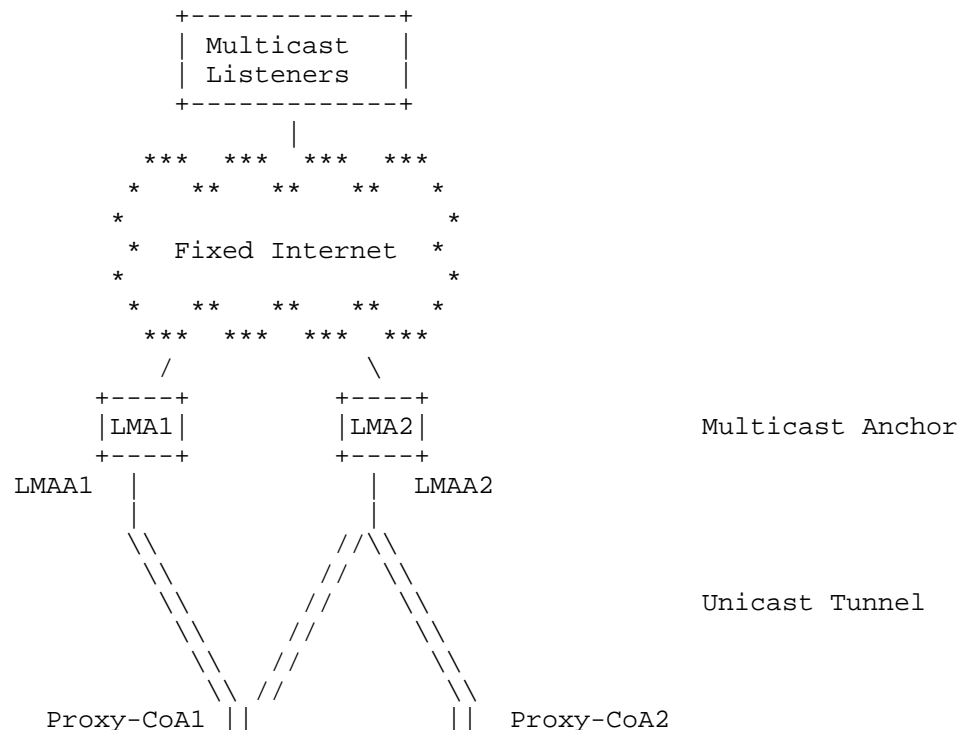 Multicast
Listeners
Fixed Internet
LMA1 LMA2 Multicast Anchor
LMAA1 LMAA2
Unicast Tunnel
Proxy-CoA1 Proxy-CoA2